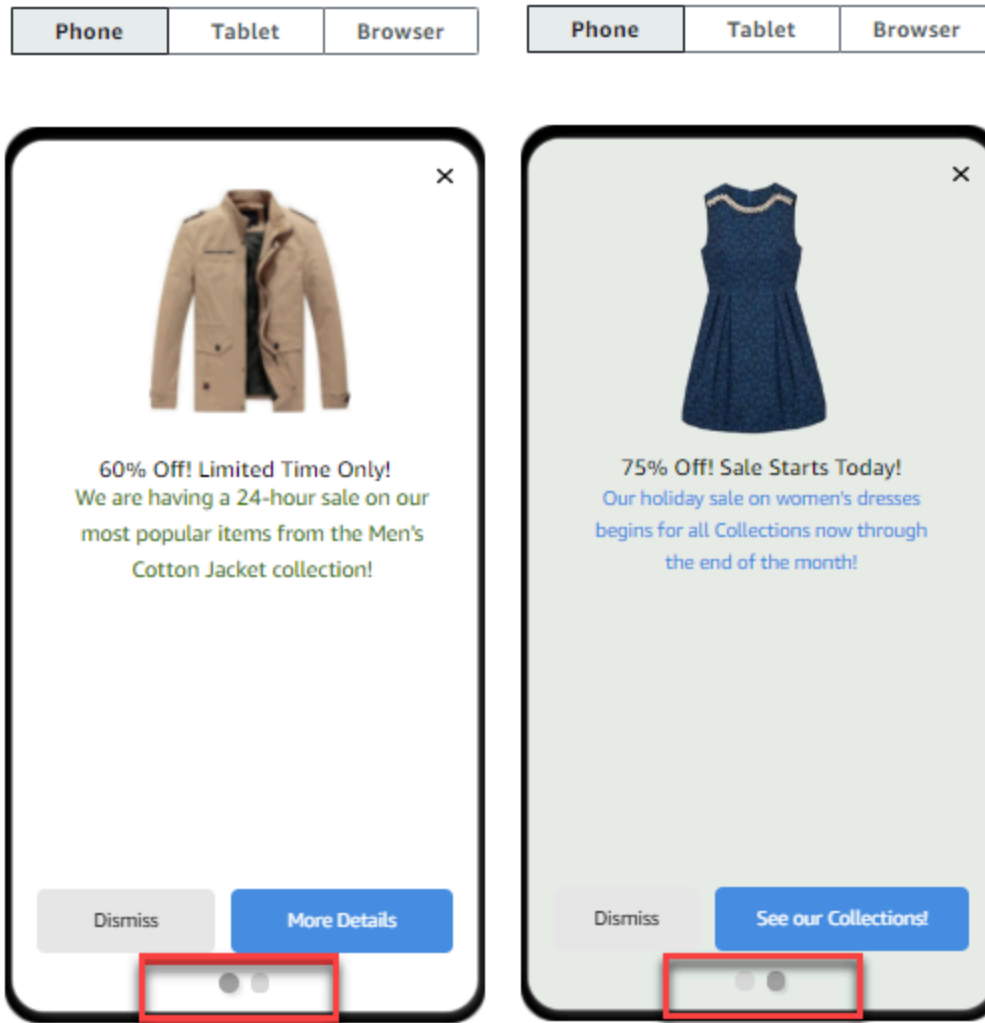 Phone Tablet Browser
60% Off! Limited Time Only!
We are having a 24-hour sale on our
most popular items from the Men's
Cotton Jacket collection!
Dismiss More Details
Phone Tablet Browser
75% Off! Sale Starts Today!
Our holiday sale on women's dresses
begins for all Collections now through
the end of the month!
Dismiss See our Collections!